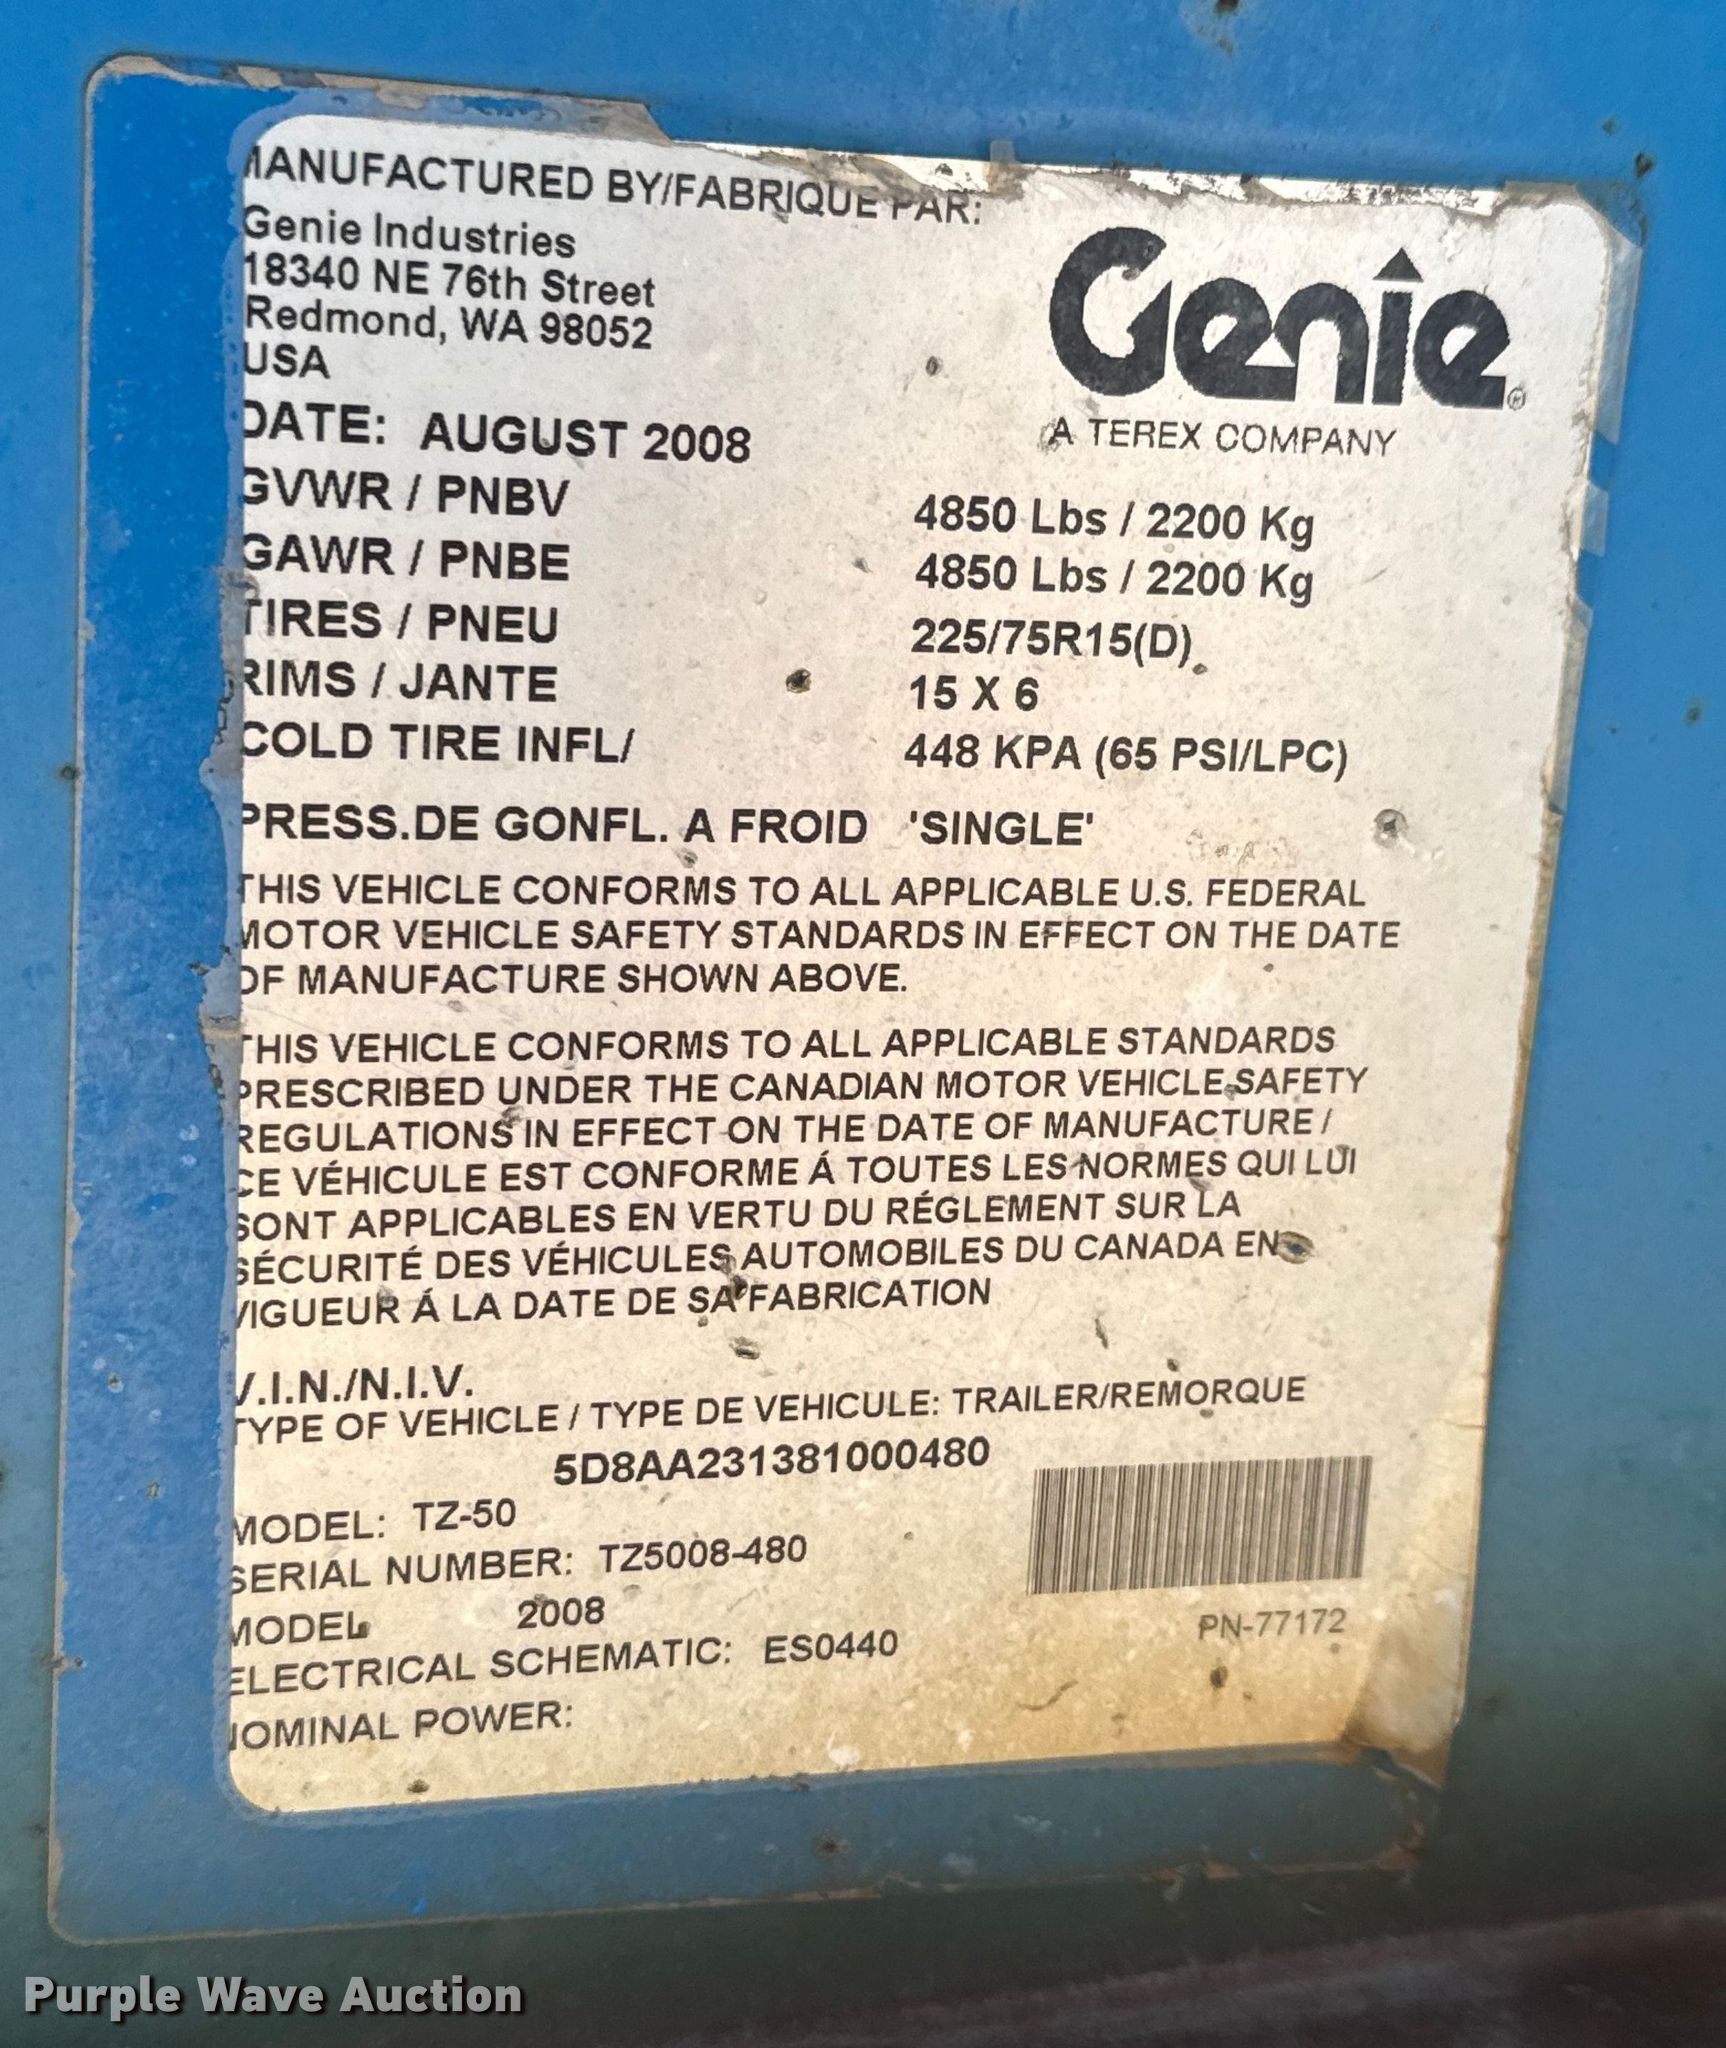 MANUFACTURED BY/FABRIQUE PAR:
Genie Industries
18340 NE 76th Street
Redmond, WA 98052
USA
Genie®
A TEREX COMPANY
DATE: AUGUST 2008
GVWR / PNBV 4850 Lbs / 2200 Kg
GAWR / PNBE 4850 Lbs / 2200 Kg
TIRES / PNEU 225/75R15(D)
RIMS / JANTE 15 X 6
COLD TIRE INFL/ 448 KPA (65 PSI/LPC)
PRESS.DE GONFL. A FROID 'SINGLE'
THIS VEHICLE CONFORMS TO ALL APPLICABLE U.S. FEDERAL
MOTOR VEHICLE SAFETY STANDARDS IN EFFECT ON THE DATE
OF MANUFACTURE SHOWN ABOVE.
THIS VEHICLE CONFORMS TO ALL APPLICABLE STANDARDS
PRESCRIBED UNDER THE CANADIAN MOTOR VEHICLE SAFETY
REGULATIONS IN EFFECT ON THE DATE OF MANUFACTURE /
CE VÉHICULE EST CONFORME Á TOUTES LES NORMES QUI LUI
SONT APPLICABLES EN VERTU DU RÉGLEMENT SUR LA
SÉCURITÉ DES VÉHICULES AUTOMOBILES DU CANADA EN
VIGUEUR Á LA DATE DE SA FABRICATION
V.I.N./N.I.V.
TYPE OF VEHICLE / TYPE DE VEHICULE: TRAILER/REMORQUE
5D8AA231381000480
MODEL: TZ-50
SERIAL NUMBER: TZ5008-480
MODEL 2008
ELECTRICAL SCHEMATIC: ES0440
NOMINAL POWER:
PN-77172
Purple Wave Auction